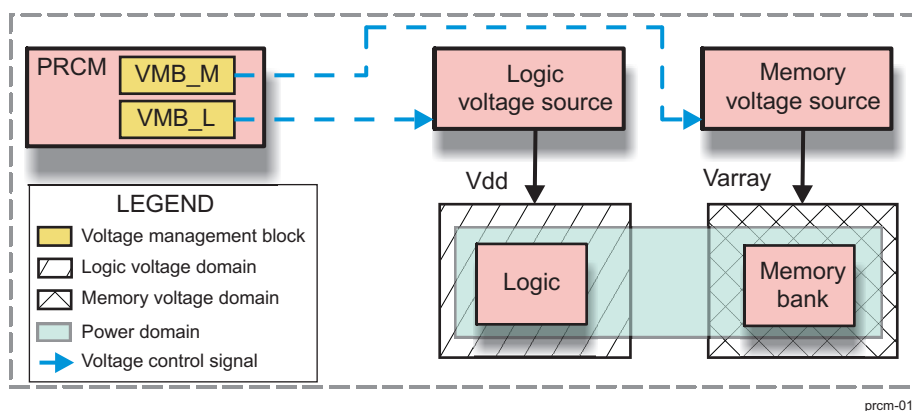 PRCM
VMB_M
VMB_L
Logic
voltage source
Memory
voltage source
Vdd
Varray
LEGEND
Voltage management block
Logic voltage domain
Memory voltage domain
Power domain
Voltage control signal
Logic
Memory
bank
prcm-01